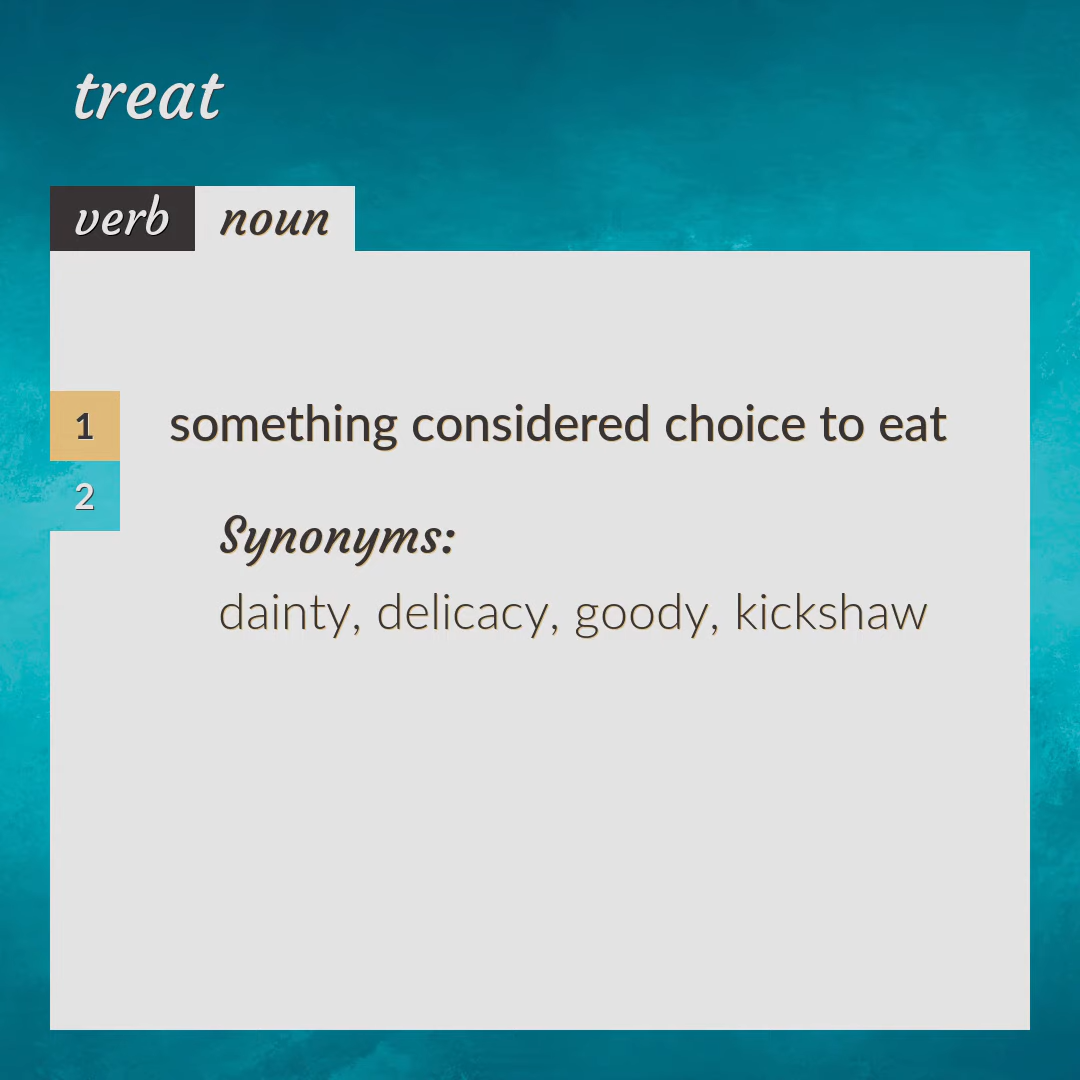 treat
verb noun
1 something considered choice to eat
2
Synonyms:
dainty, delicacy, goody, kickshaw